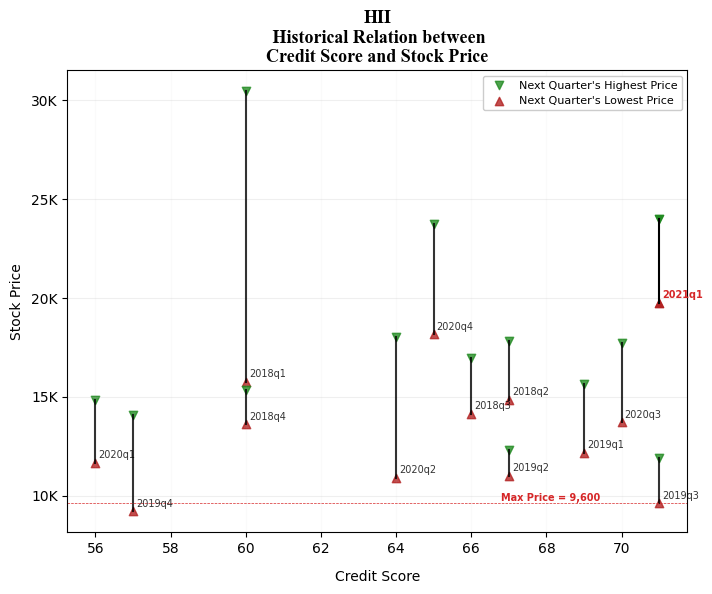 HII
Historical Relation between
Credit Score and Stock Price
Next Quarter's Highest Price
Next Quarter's Lowest Price
30K
25K
20K
15K
10K
Stock Price
2021q1
2020q4
2018q1
2018q2
2018q3
2018q4
2020q3
2019q1
2020q1
2020q2
2019q2
2019q4
2019q3
Max Price = 9,600
56 58 60 62 64 66 68 70
Credit Score